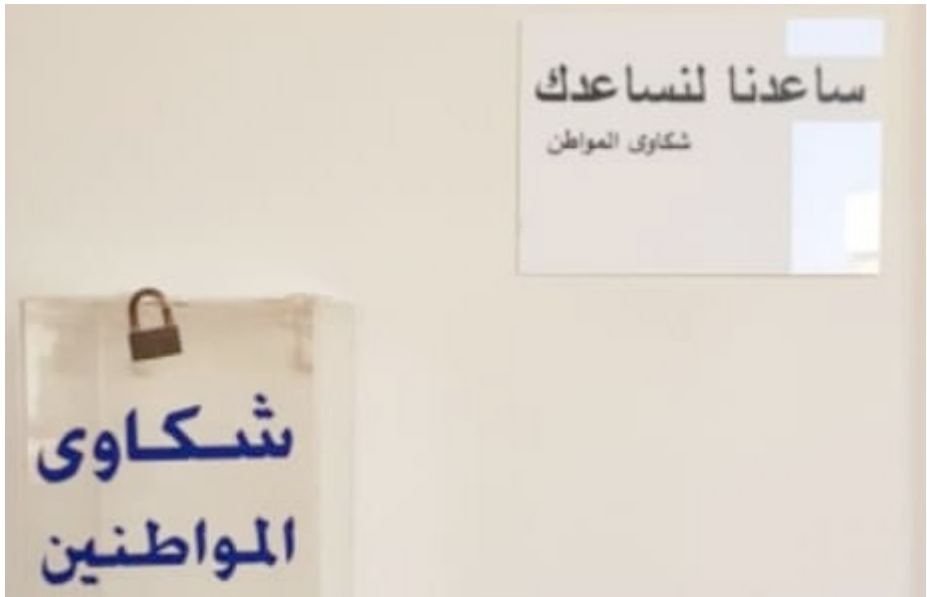 ساعدنا لنساعدك
شكاوى المواطن
شكاوى
المواطنين